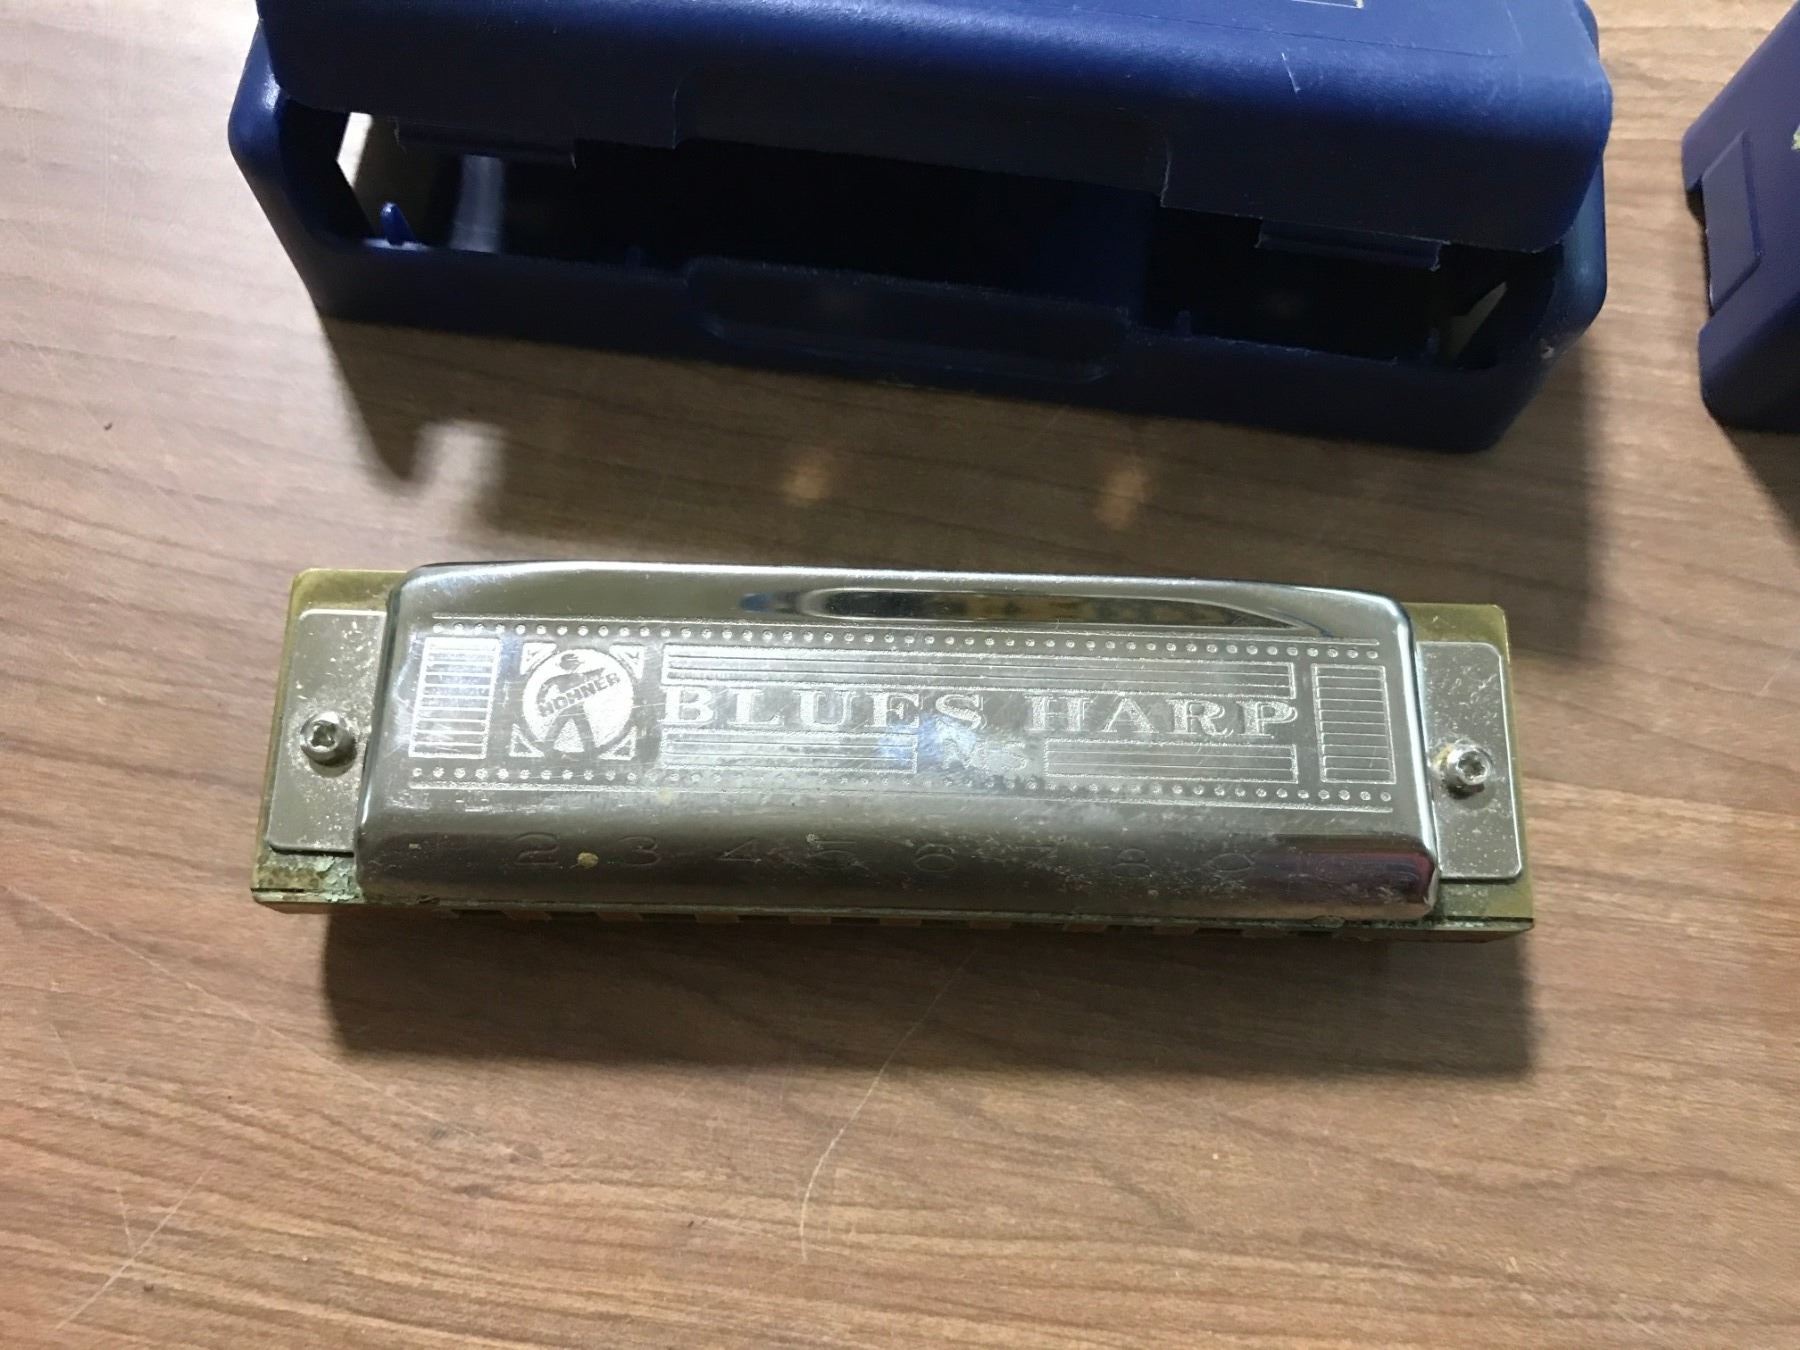 HOHNER
BLUES HARP
MS
2 3 4 5 6 7 8 9